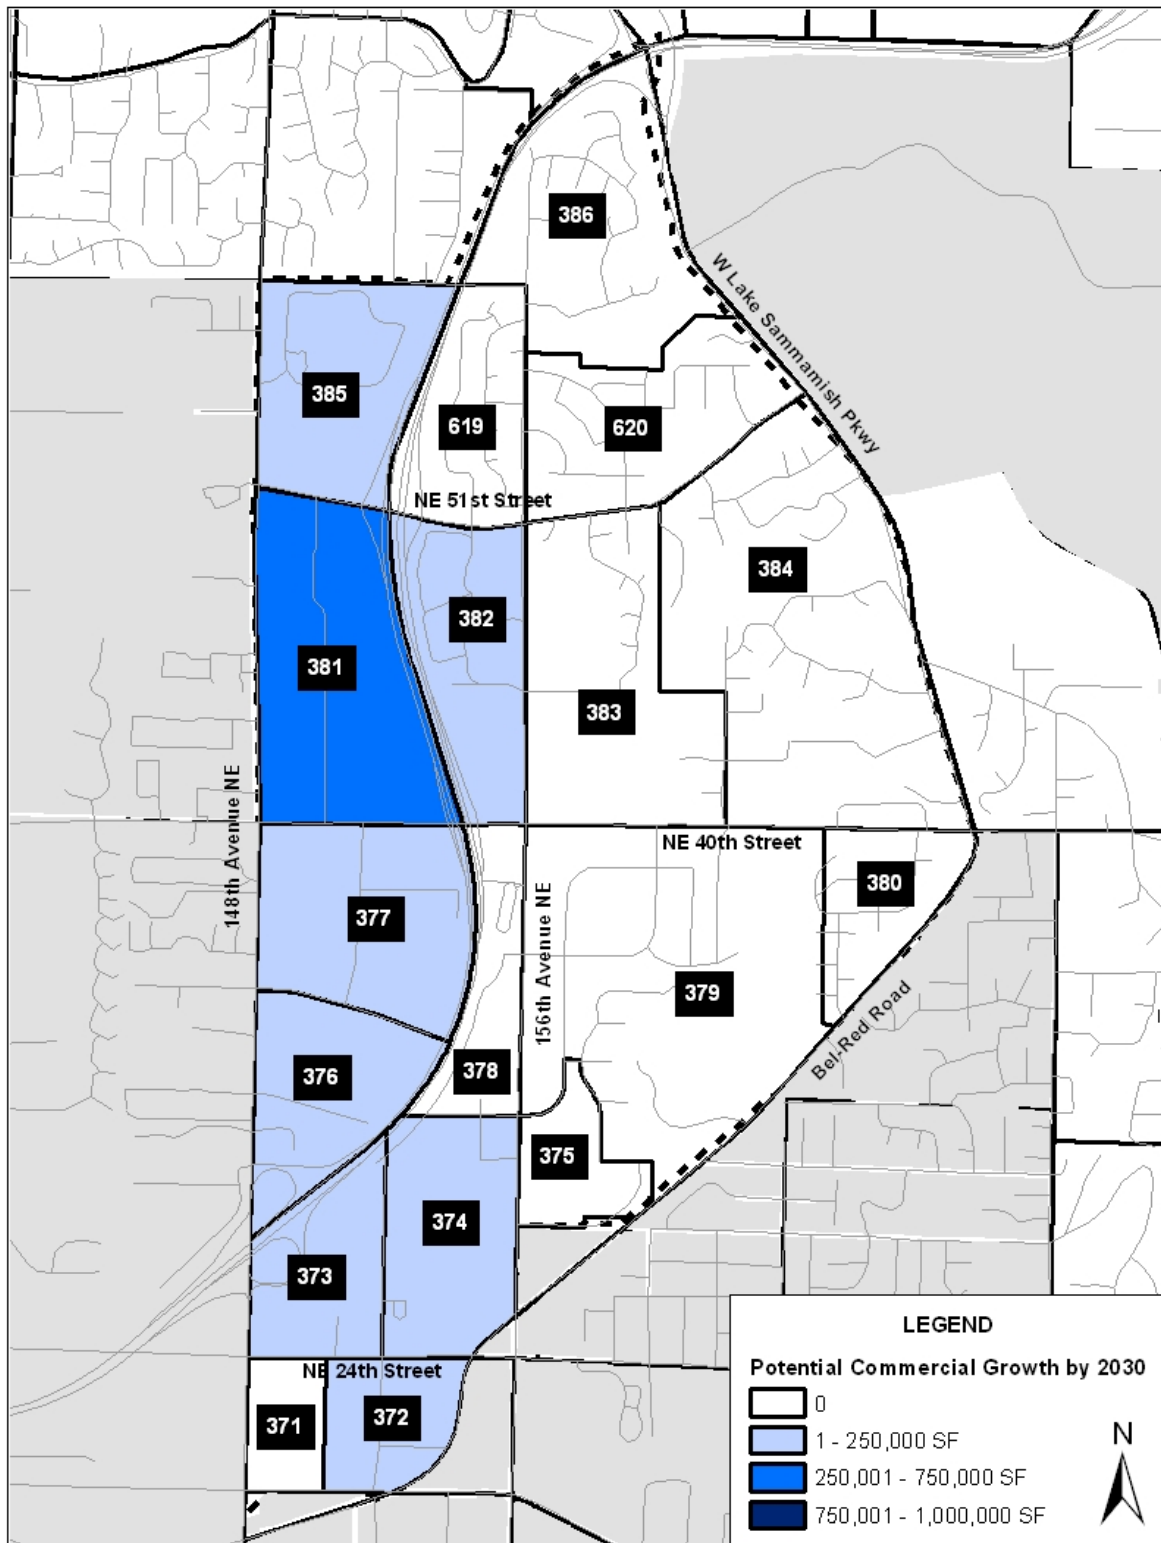 386
W Lake Sammamish Pkwy
385
619
620
NE 51st Street
384
382
381
383
148th Avenue NE
NE 40th Street
380
377
156th Avenue NE
379
Bel-Red Road
378
376
375
374
373
NE 24th Street
371
372
LEGEND
Potential Commercial Growth by 2030
0
1 - 250,000 SF
250,001 - 750,000 SF
750,001 - 1,000,000 SF
N